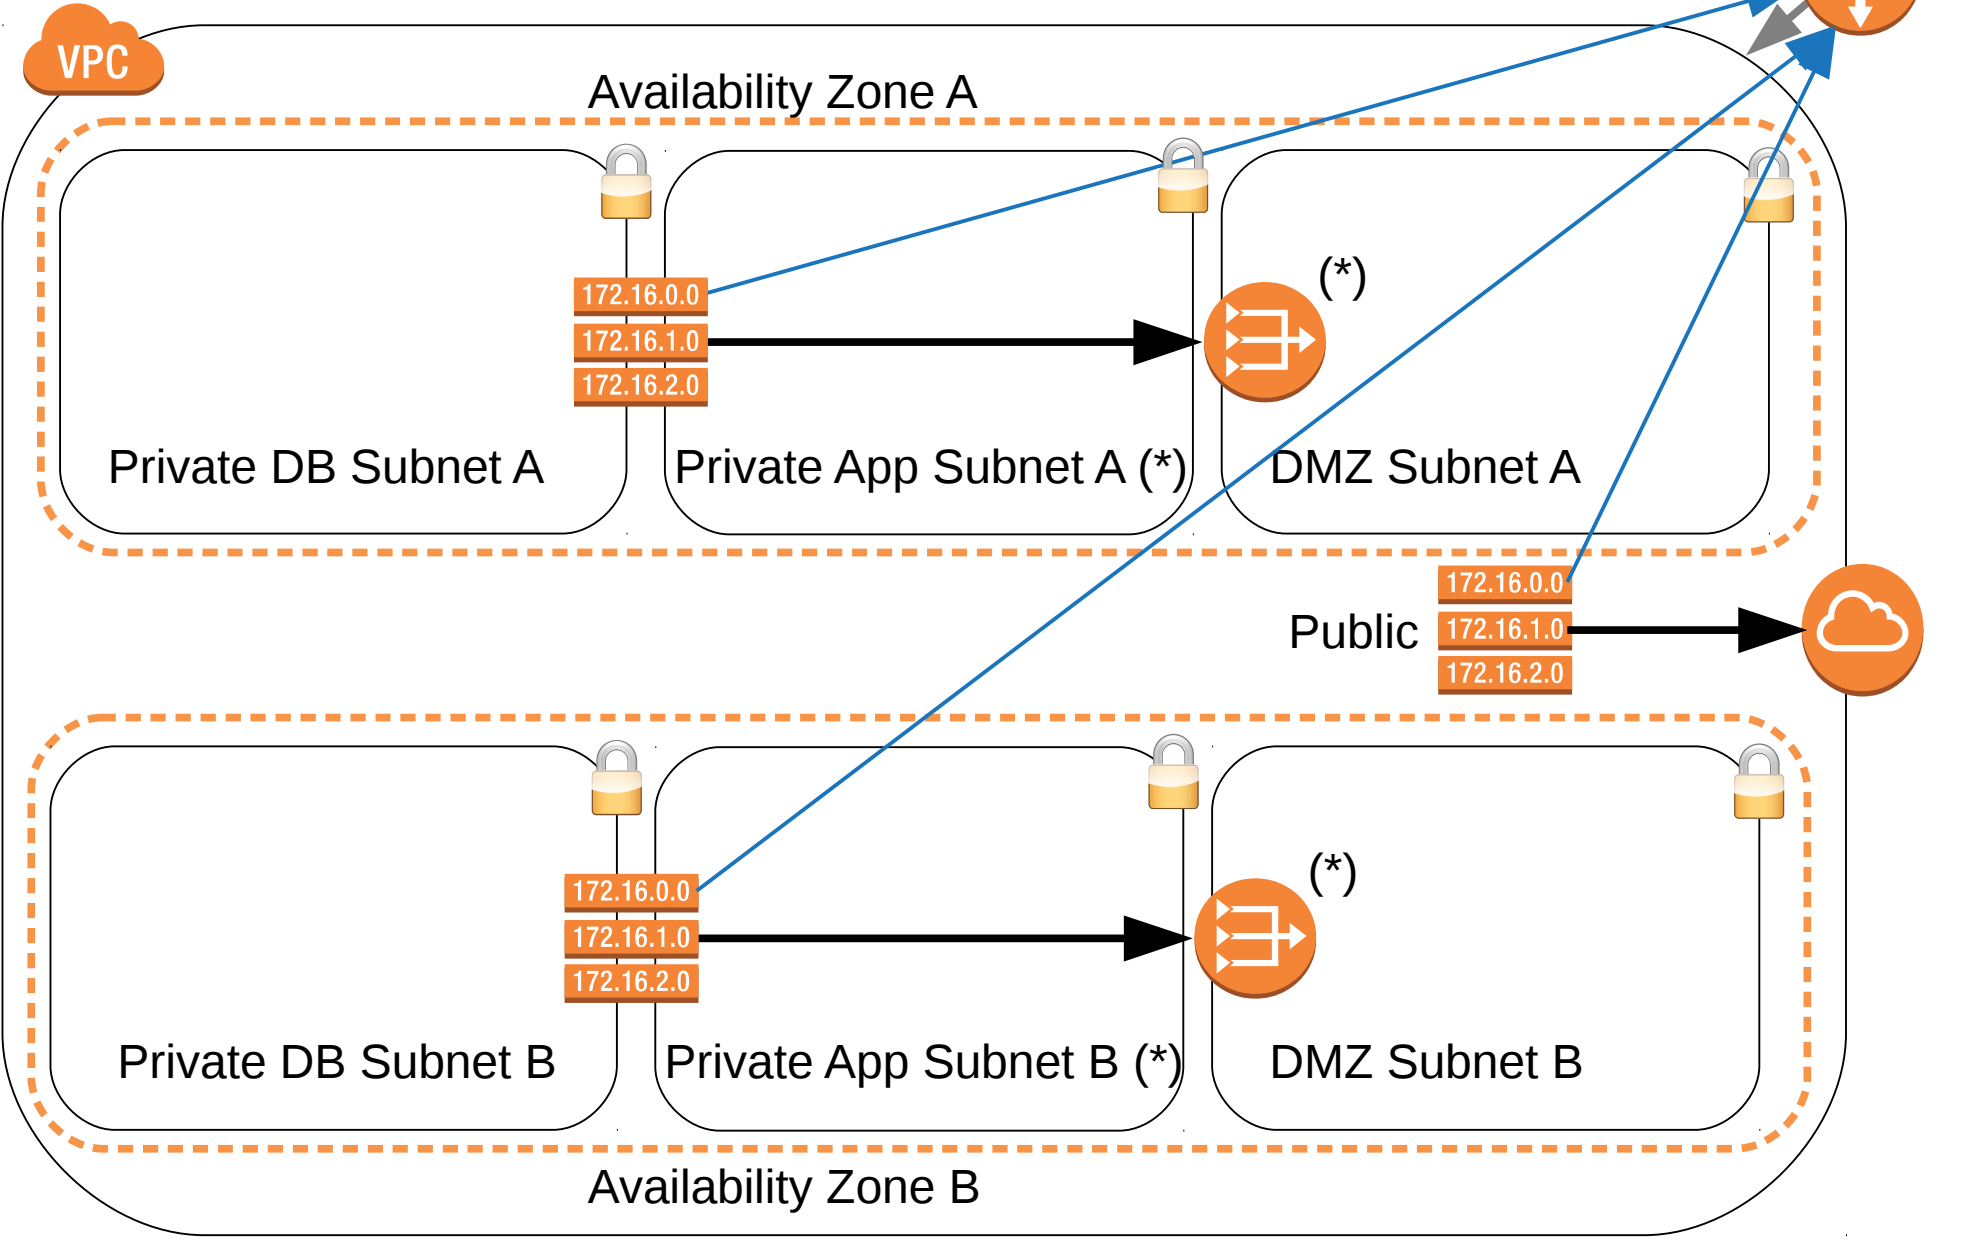 VPC
Availability Zone A
(*)
172.16.0.0
172.16.1.0
172.16.2.0
Private DB Subnet A
Private App Subnet A (*)
DMZ Subnet A
Public
172.16.0.0
172.16.1.0
172.16.2.0
(*)
172.16.0.0
172.16.1.0
172.16.2.0
Private DB Subnet B
Private App Subnet B (*)
DMZ Subnet B
Availability Zone B